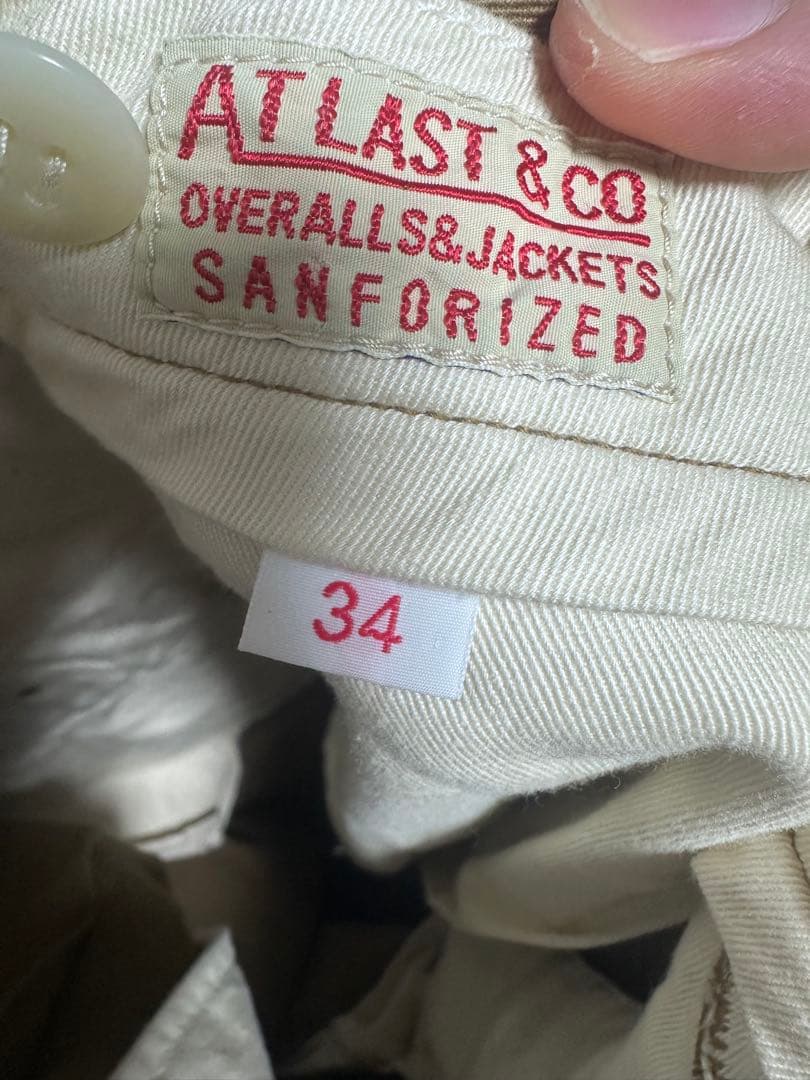 AT LAST & CO
OVERALLS & JACKETS
SANFORIZED
34